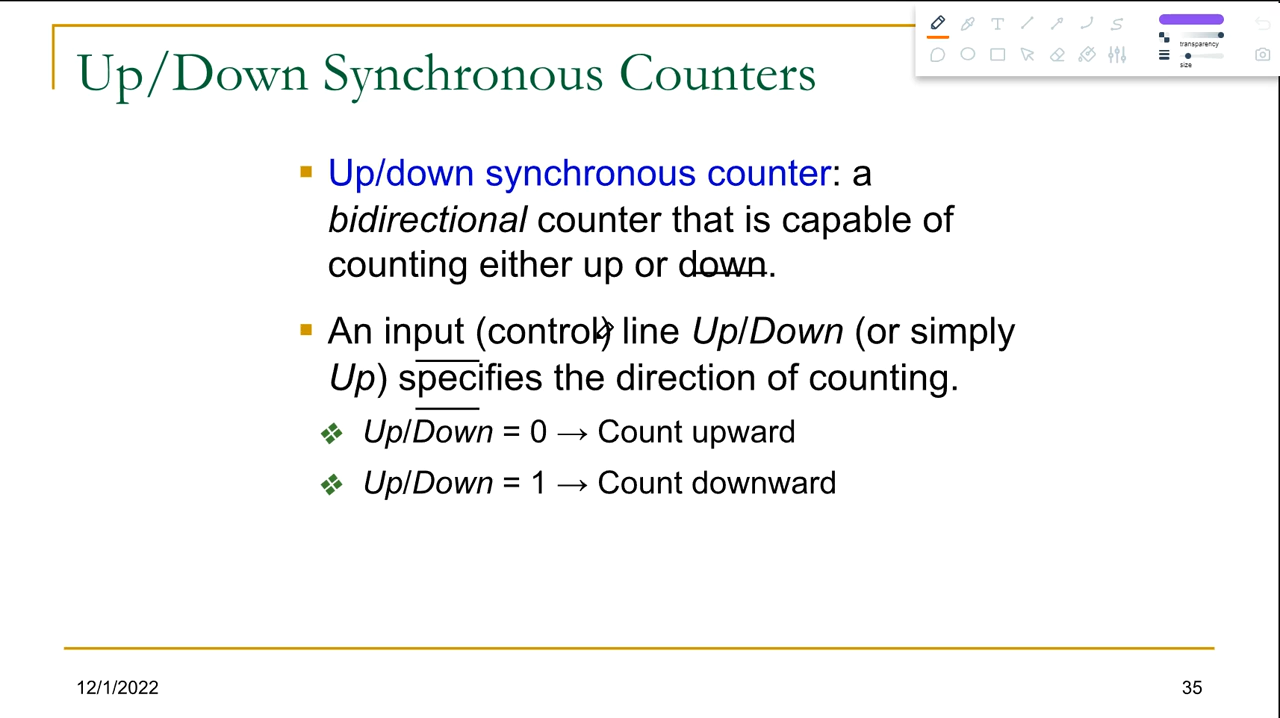 Up/Down Synchronous Counters
T
S
transparency
size
Up/down synchronous counter: a
bidirectional counter that is capable of
counting either up or down.
An input (control) line Up/Down (or simply
Up) specifies the direction of counting.
Up/Down = 0 → Count upward
Up/Down = 1 → Count downward
12/1/2022
35